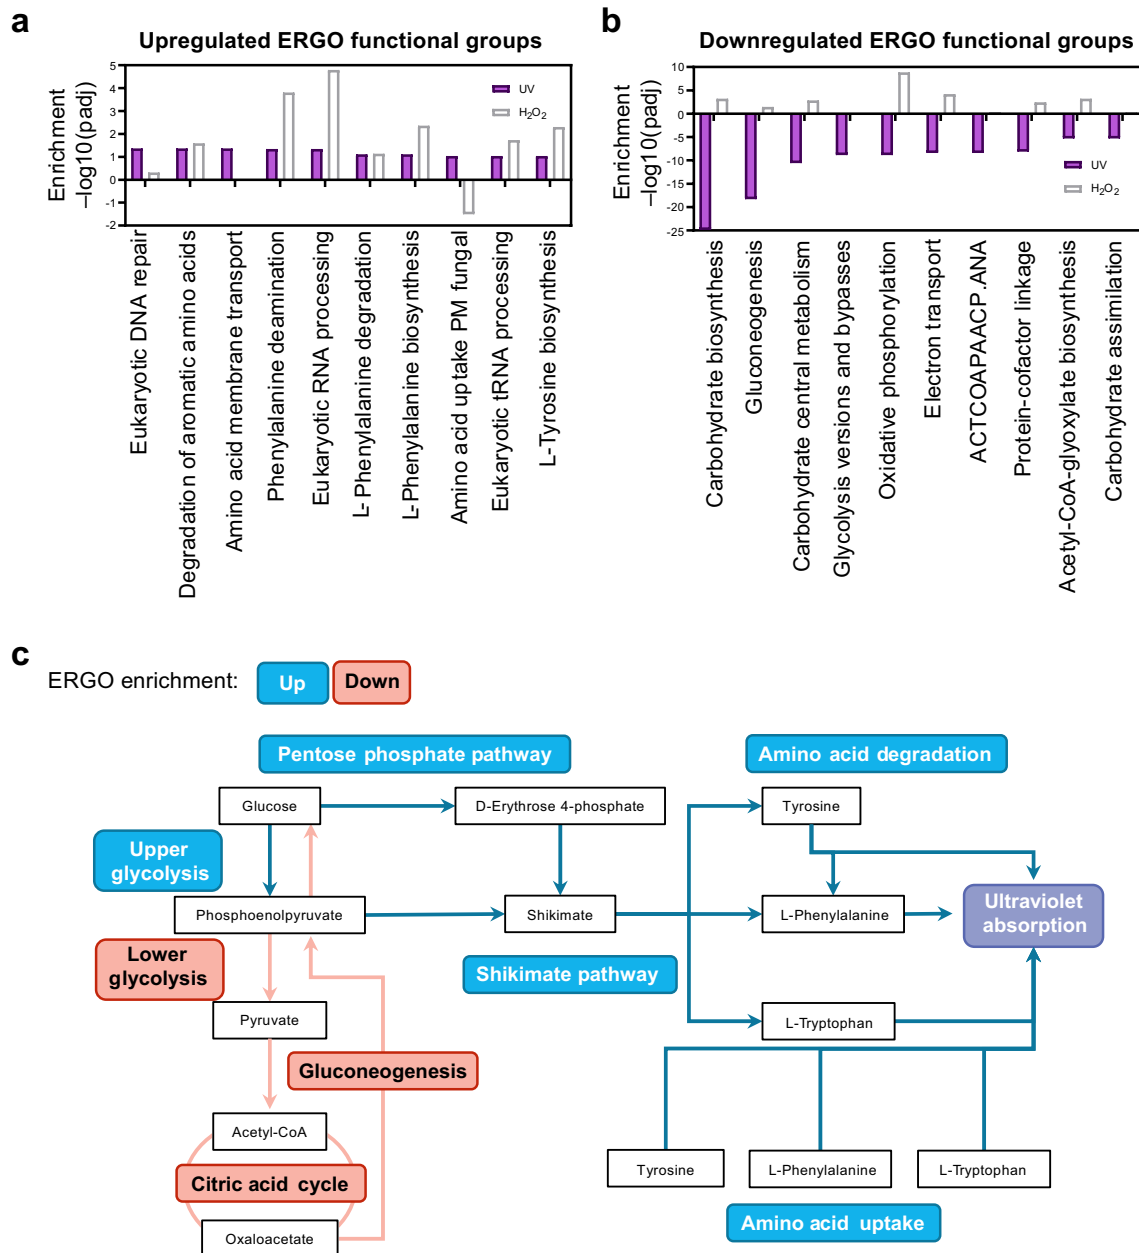 a
Upregulated ERGO functional groups
Enrichment
–log10(padj)
5
4
3
2
1
0
-1
-2
UV
H₂O₂
Eukaryotic DNA repair
Degradation of aromatic amino acids
Amino acid membrane transport
Phenylalanine deamination
Eukaryotic RNA processing
L- Phenylalanine degradation
L-Phenylalanine biosynthesis
Amino acid uptake PM fungal
Eukaryotic tRNA processing
L-Tyrosine biosynthesis
b
Downregulated ERGO functional groups
Enrichment
–log10(padj)
10
5
0
-5
-10
-15
-20
-25
UV
H₂O₂
Carbohydrate biosynthesis
Gluconeogenesis
Carbohydrate central metabolism
Glycolysis versions and bypasses
Oxidative phosphorylation
Electron transport
ACTCOAPAACP.ANA
Protein-cofactor linkage
Acetyl-CoA-glyoxylate biosynthesis
Carbohydrate assimilation
c
ERGO enrichment:
Up
Down
Pentose phosphate pathway
Amino acid degradation
Glucose
D-Erythrose 4-phosphate
Tyrosine
Upper
glycolysis
Phosphoenolpyruvate
Shikimate
L-Phenylalanine
Ultraviolet
absorption
Lower
glycolysis
Shikimate pathway
Pyruvate
L-Tryptophan
Gluconeogenesis
Acetyl-CoA
Citric acid cycle
Tyrosine
L-Phenylalanine
L-Tryptophan
Oxaloacetate
Amino acid uptake